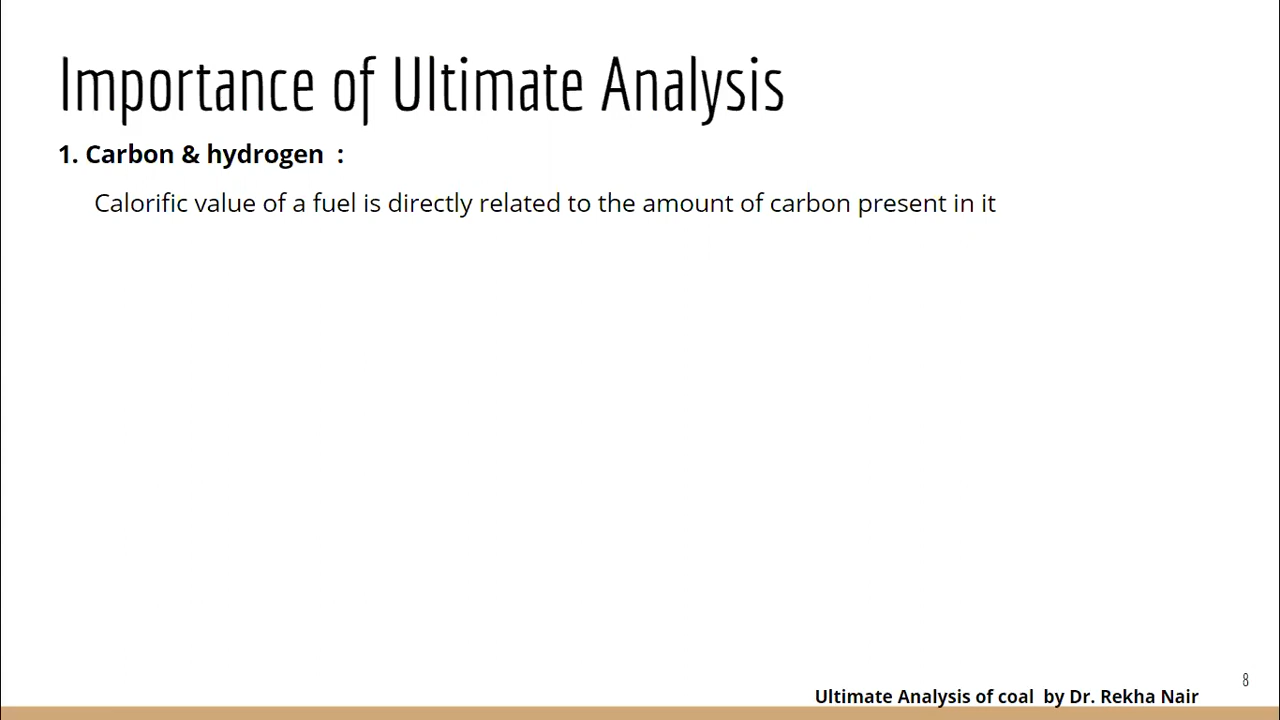 Importance of Ultimate Analysis
1. Carbon & hydrogen :
Calorific value of a fuel is directly related to the amount of carbon present in it
8
Ultimate Analysis of coal by Dr. Rekha Nair